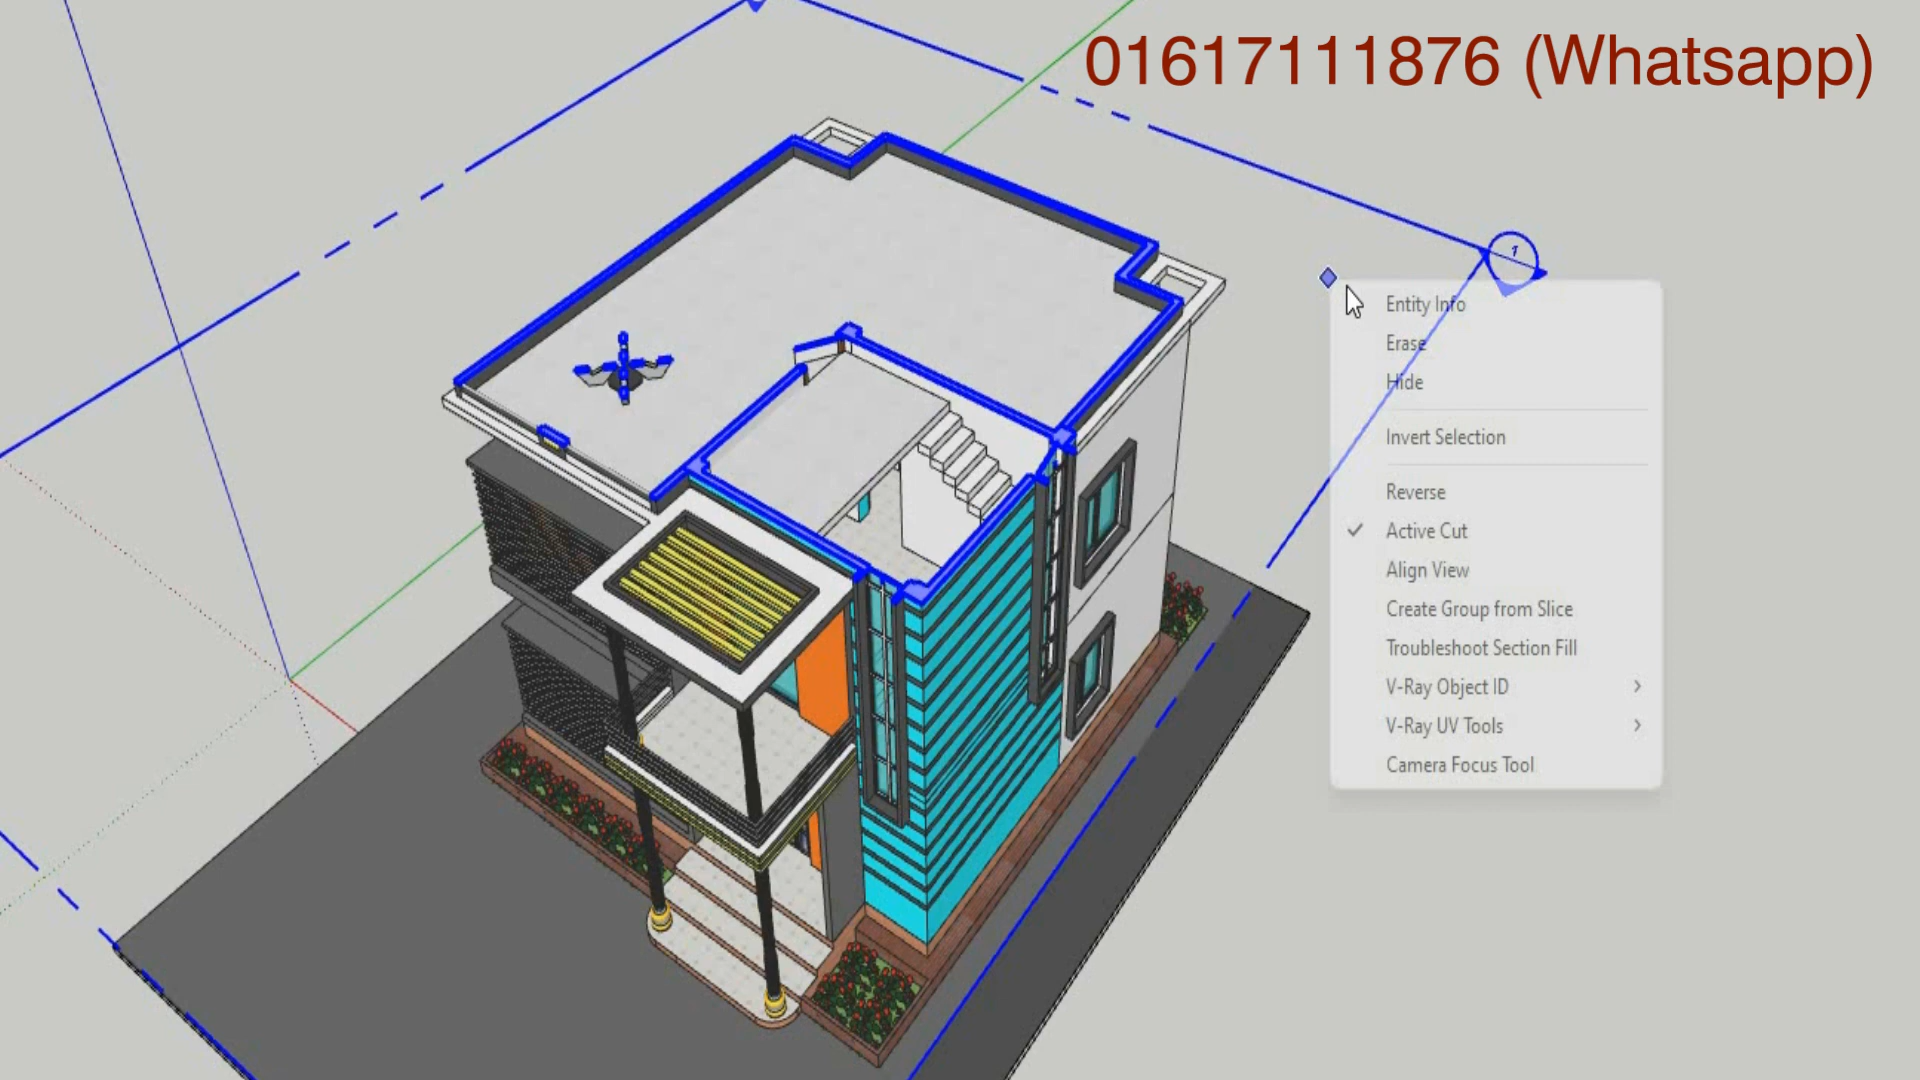 01617111876 (Whatsapp)
1
Entity Info
Erase
Hide
Invert Selection
Reverse
Active Cut
Align View
Create Group from Slice
Troubleshoot Section Fill
V-Ray Object ID
V-Ray UV Tools
Camera Focus Tool